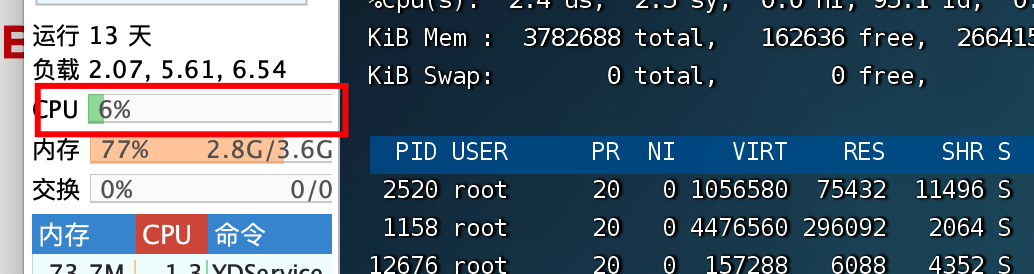 运行 13 天
负载 2.07, 5.61, 6.54
CPU 6%
内存 77% 2.8G/3.6G
交换 0% 0/0
内存 CPU 命令
73.7M 1.3 YDService
%Cpu(s): 2.4 us, 2.5 sy, 0.0 ni, 95.1 id,
KiB Mem : 3782688 total, 162636 free, 266415
KiB Swap: 0 total, 0 free,
PID USER PR NI VIRT RES SHR S
2520 root 20 0 1056580 75432 11496 S
1158 root 20 0 4476560 296092 2064 S
12676 root 20 0 157288 6088 4352 S